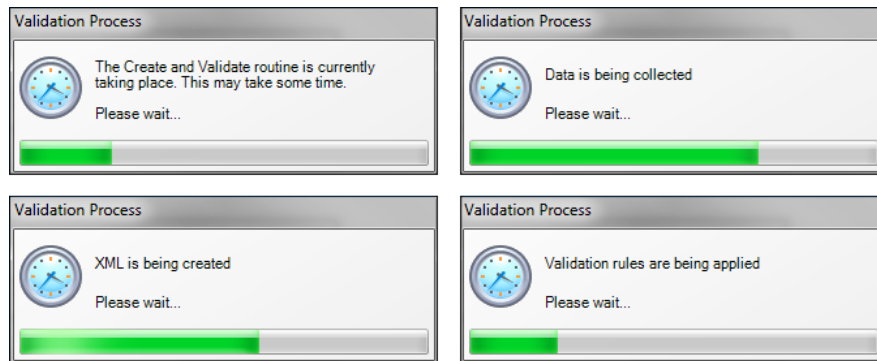 Validation Process
The Create and Validate routine is currently
taking place. This may take some time.
Please wait...
Validation Process
Data is being collected
Please wait...
Validation Process
XML is being created
Please wait...
Validation Process
Validation rules are being applied
Please wait...